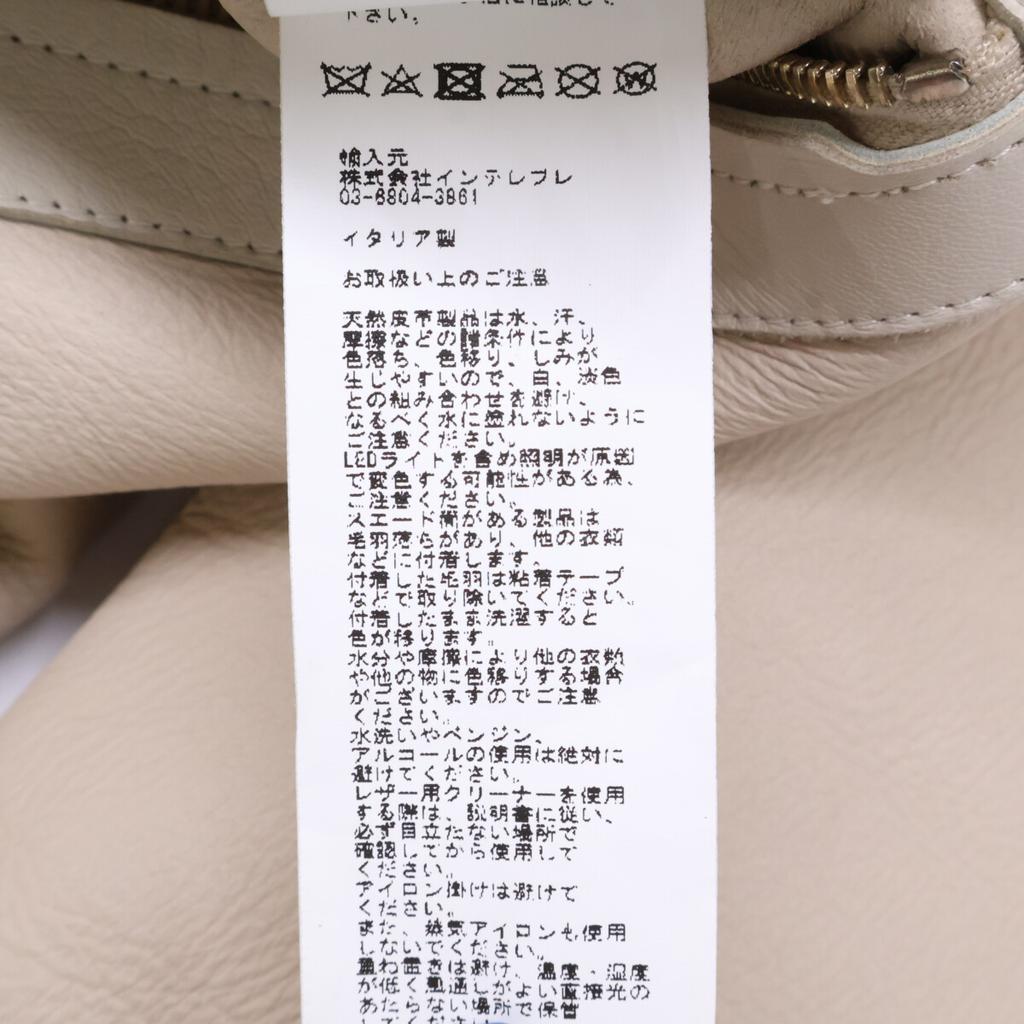 下さい。
輸入元
株式会社インテレプレ
03-6804-3861
イタリア製
お取扱い上のご注意
天然皮革製品は水、汗、
摩擦などの諸条件により
色落ち、色移り、しみが
生じやすいので、白、淡色
との組み合わせを避け、
なるべく水に塗れないように
ご注意ください。
LEDライトを含め照明が原因
で変色する可能性がある為、
ご注意ください。
スエード衛がある製品は
毛羽落ちがあり、他の衣類
などに付着します。
付着した毛羽は粘着テープ
などで取り除いてください。
付着したまま洗濯すると
色が移ります。
水分や摩擦により他の衣類
や他の物に色移りする場合
がございますのでご注意
ください。
水洗いやベンジン、
アルコールの使用は絶対に
避けてください。
レザー用クリーナーを使用
する際は、説明書に従い、
必ず目立たない場所で
確認してから使用して
ください。
アイロン掛けは避けて
ください。
また、蒸気アイロンも使用
しないでください。
重ね置きは避け、温度・湿度
が低く風通しがよい直接光の
あたらない場所で保管
してください。